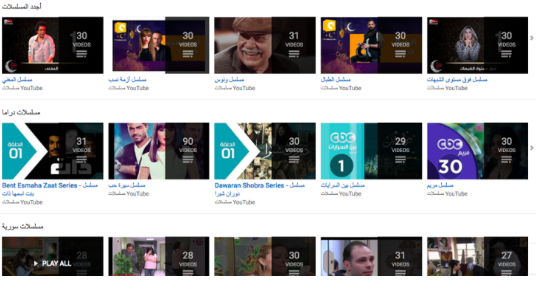 أجدد المسلسلات
30 VIDEOS
30 VIDEOS
31 VIDEOS
30 VIDEOS
30 VIDEOS
مسلسل المغني
مسلسل أزمة نسب
مسلسل ونوس
مسلسل الطبال
مسلسل فوق مستوى الشبهات
مسلسلات YouTube
مسلسلات YouTube
مسلسلات YouTube
مسلسلات YouTube
مسلسلات YouTube
مسلسلات دراما
الحلقة 01
31 VIDEOS
90 VIDEOS
الحلقة 01
30 VIDEOS
cbc
بين السرايات
1
29 VIDEOS
cbc
مريم
30
30 VIDEOS
Bent Esmaha Zaat Series - مسلسل
بنت اسمها ذات
مسلسل سيرة حب
Dawaran Shobra Series - مسلسل
دوران شبرا
مسلسل بين السرايات
مسلسل مريم
مسلسلات YouTube
مسلسلات YouTube
مسلسلات YouTube
مسلسلات YouTube
مسلسلات YouTube
مسلسلات سورية
PLAY ALL
28 VIDEOS
28 VIDEOS
30 VIDEOS
31 VIDEOS
27 VIDEOS